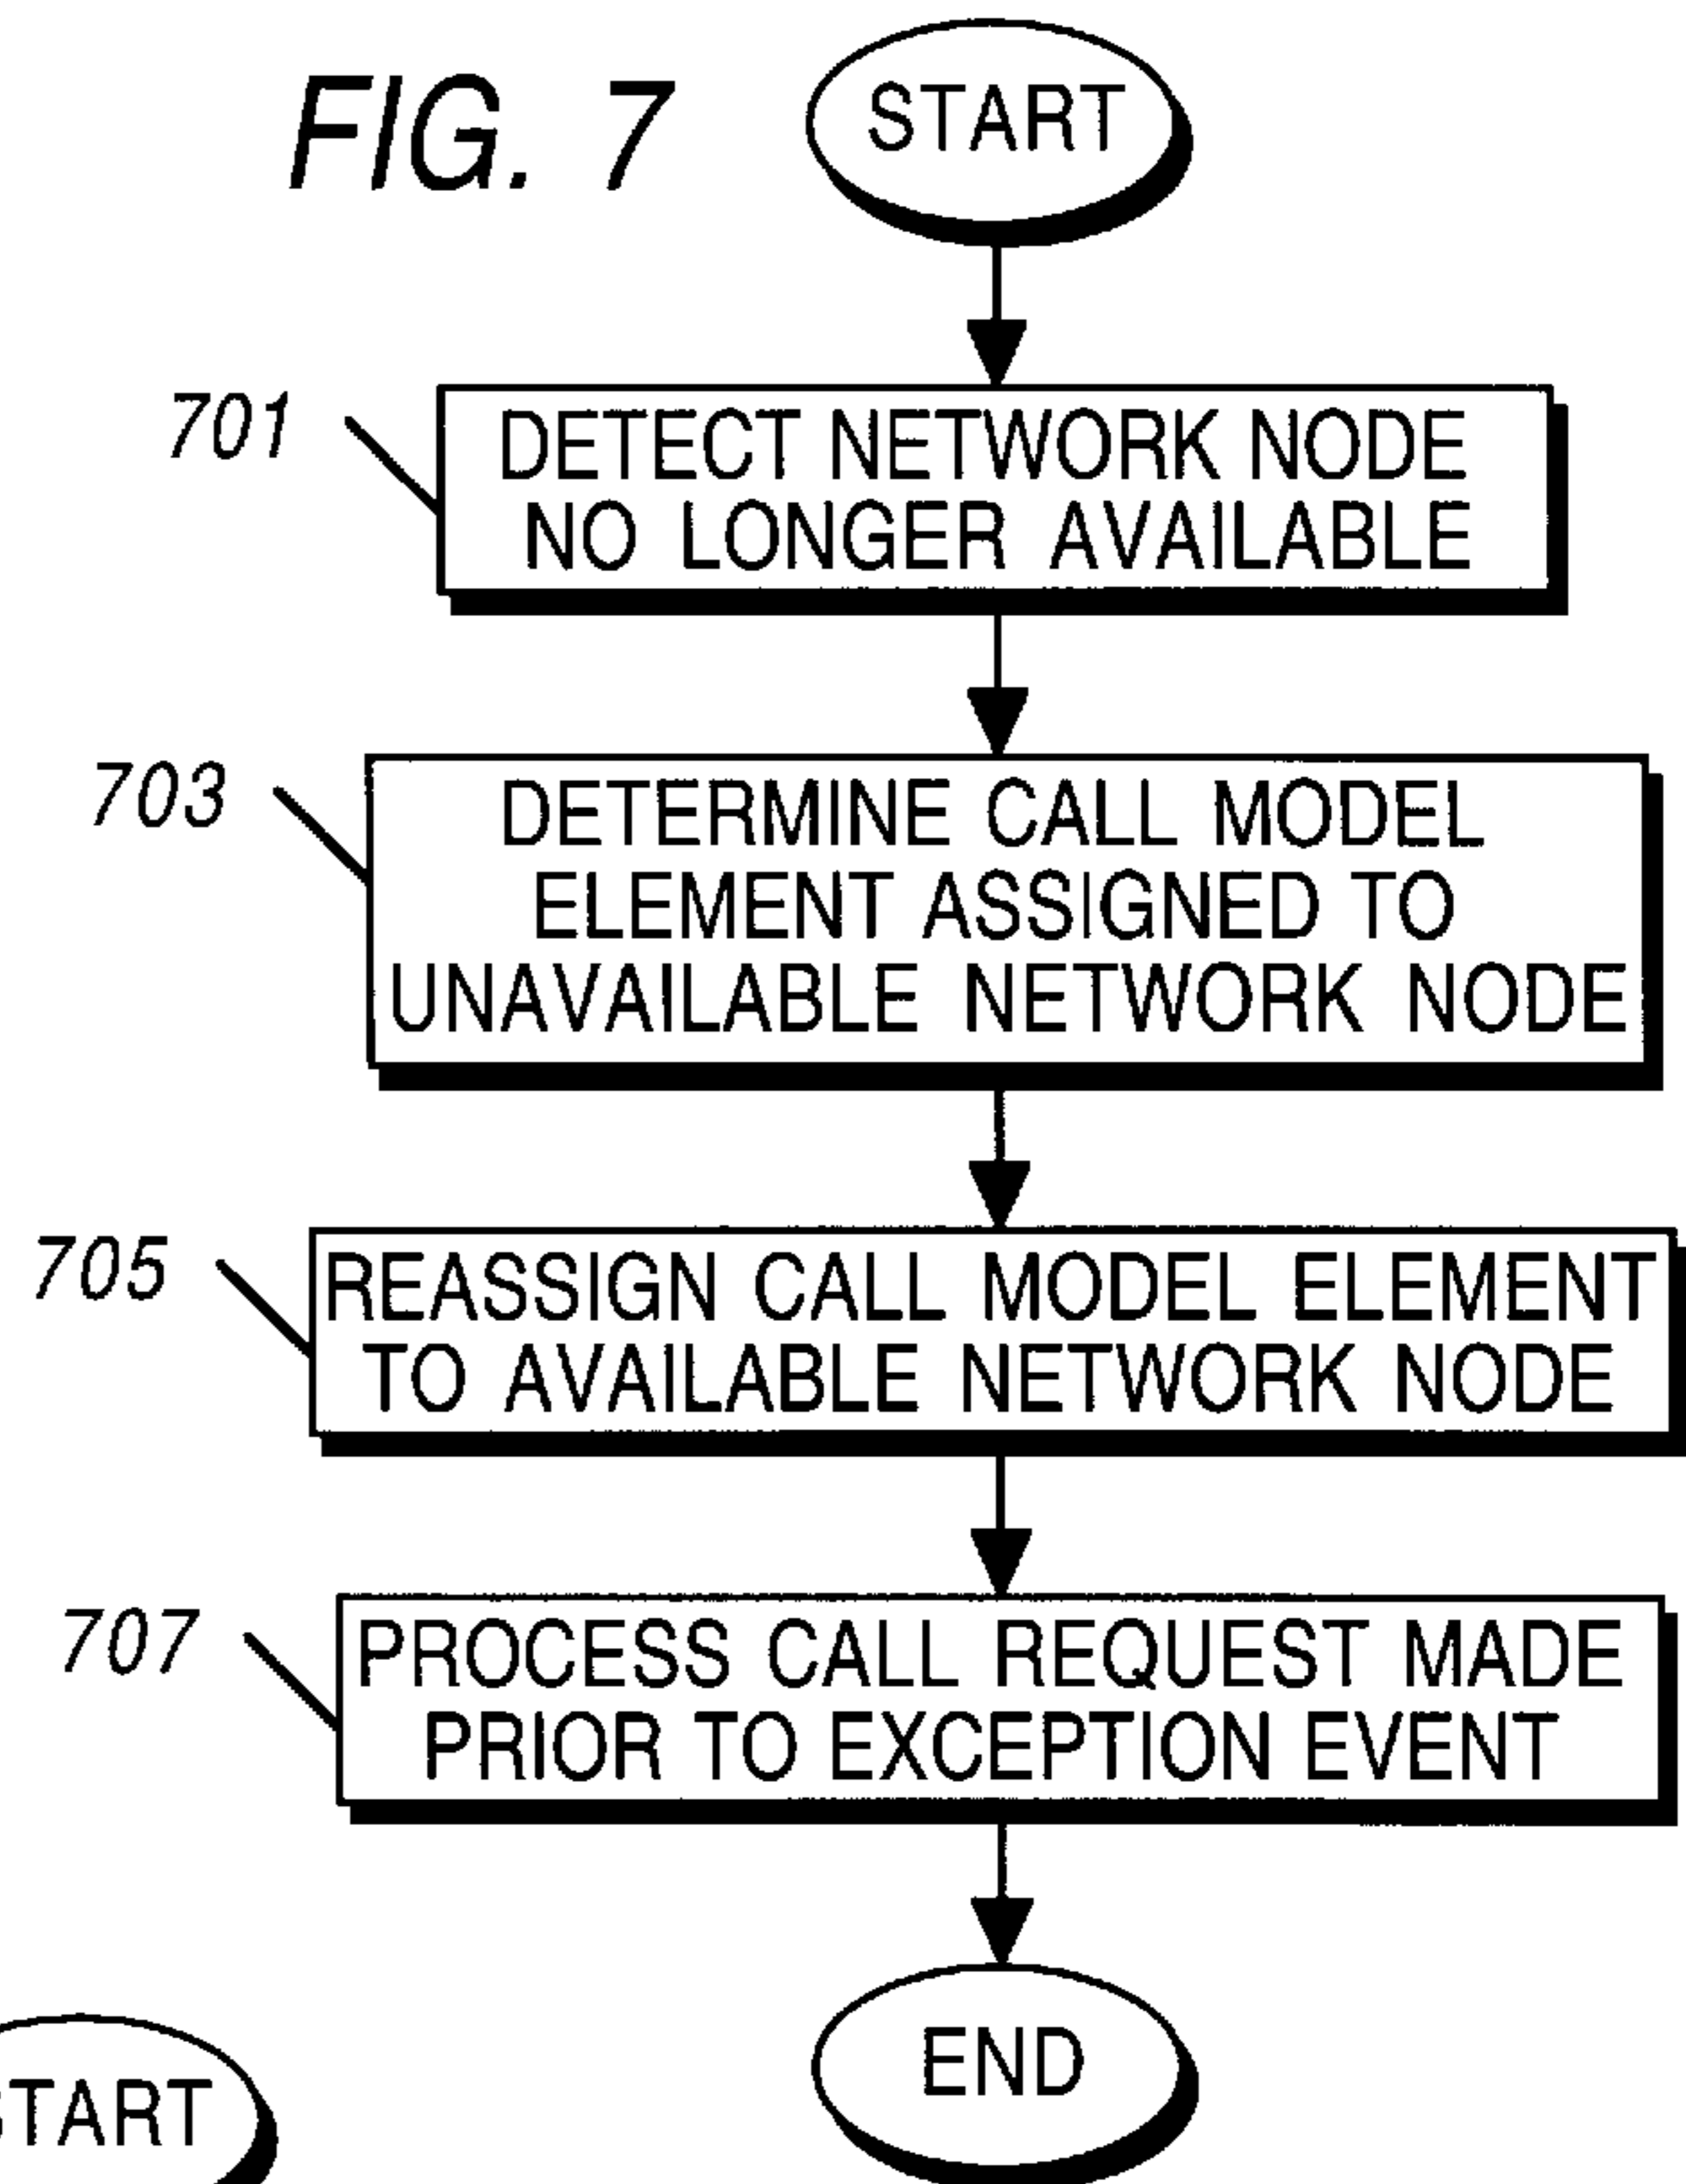 FIG. 7
START
701
DETECT NETWORK NODE
NO LONGER AVAILABLE
703
DETERMINE CALL MODEL
ELEMENT ASSIGNED TO
UNAVAILABLE NETWORK NODE
705
REASSIGN CALL MODEL ELEMENT
TO AVAILABLE NETWORK NODE
707
PROCESS CALL REQUEST MADE
PRIOR TO EXCEPTION EVENT
END
START